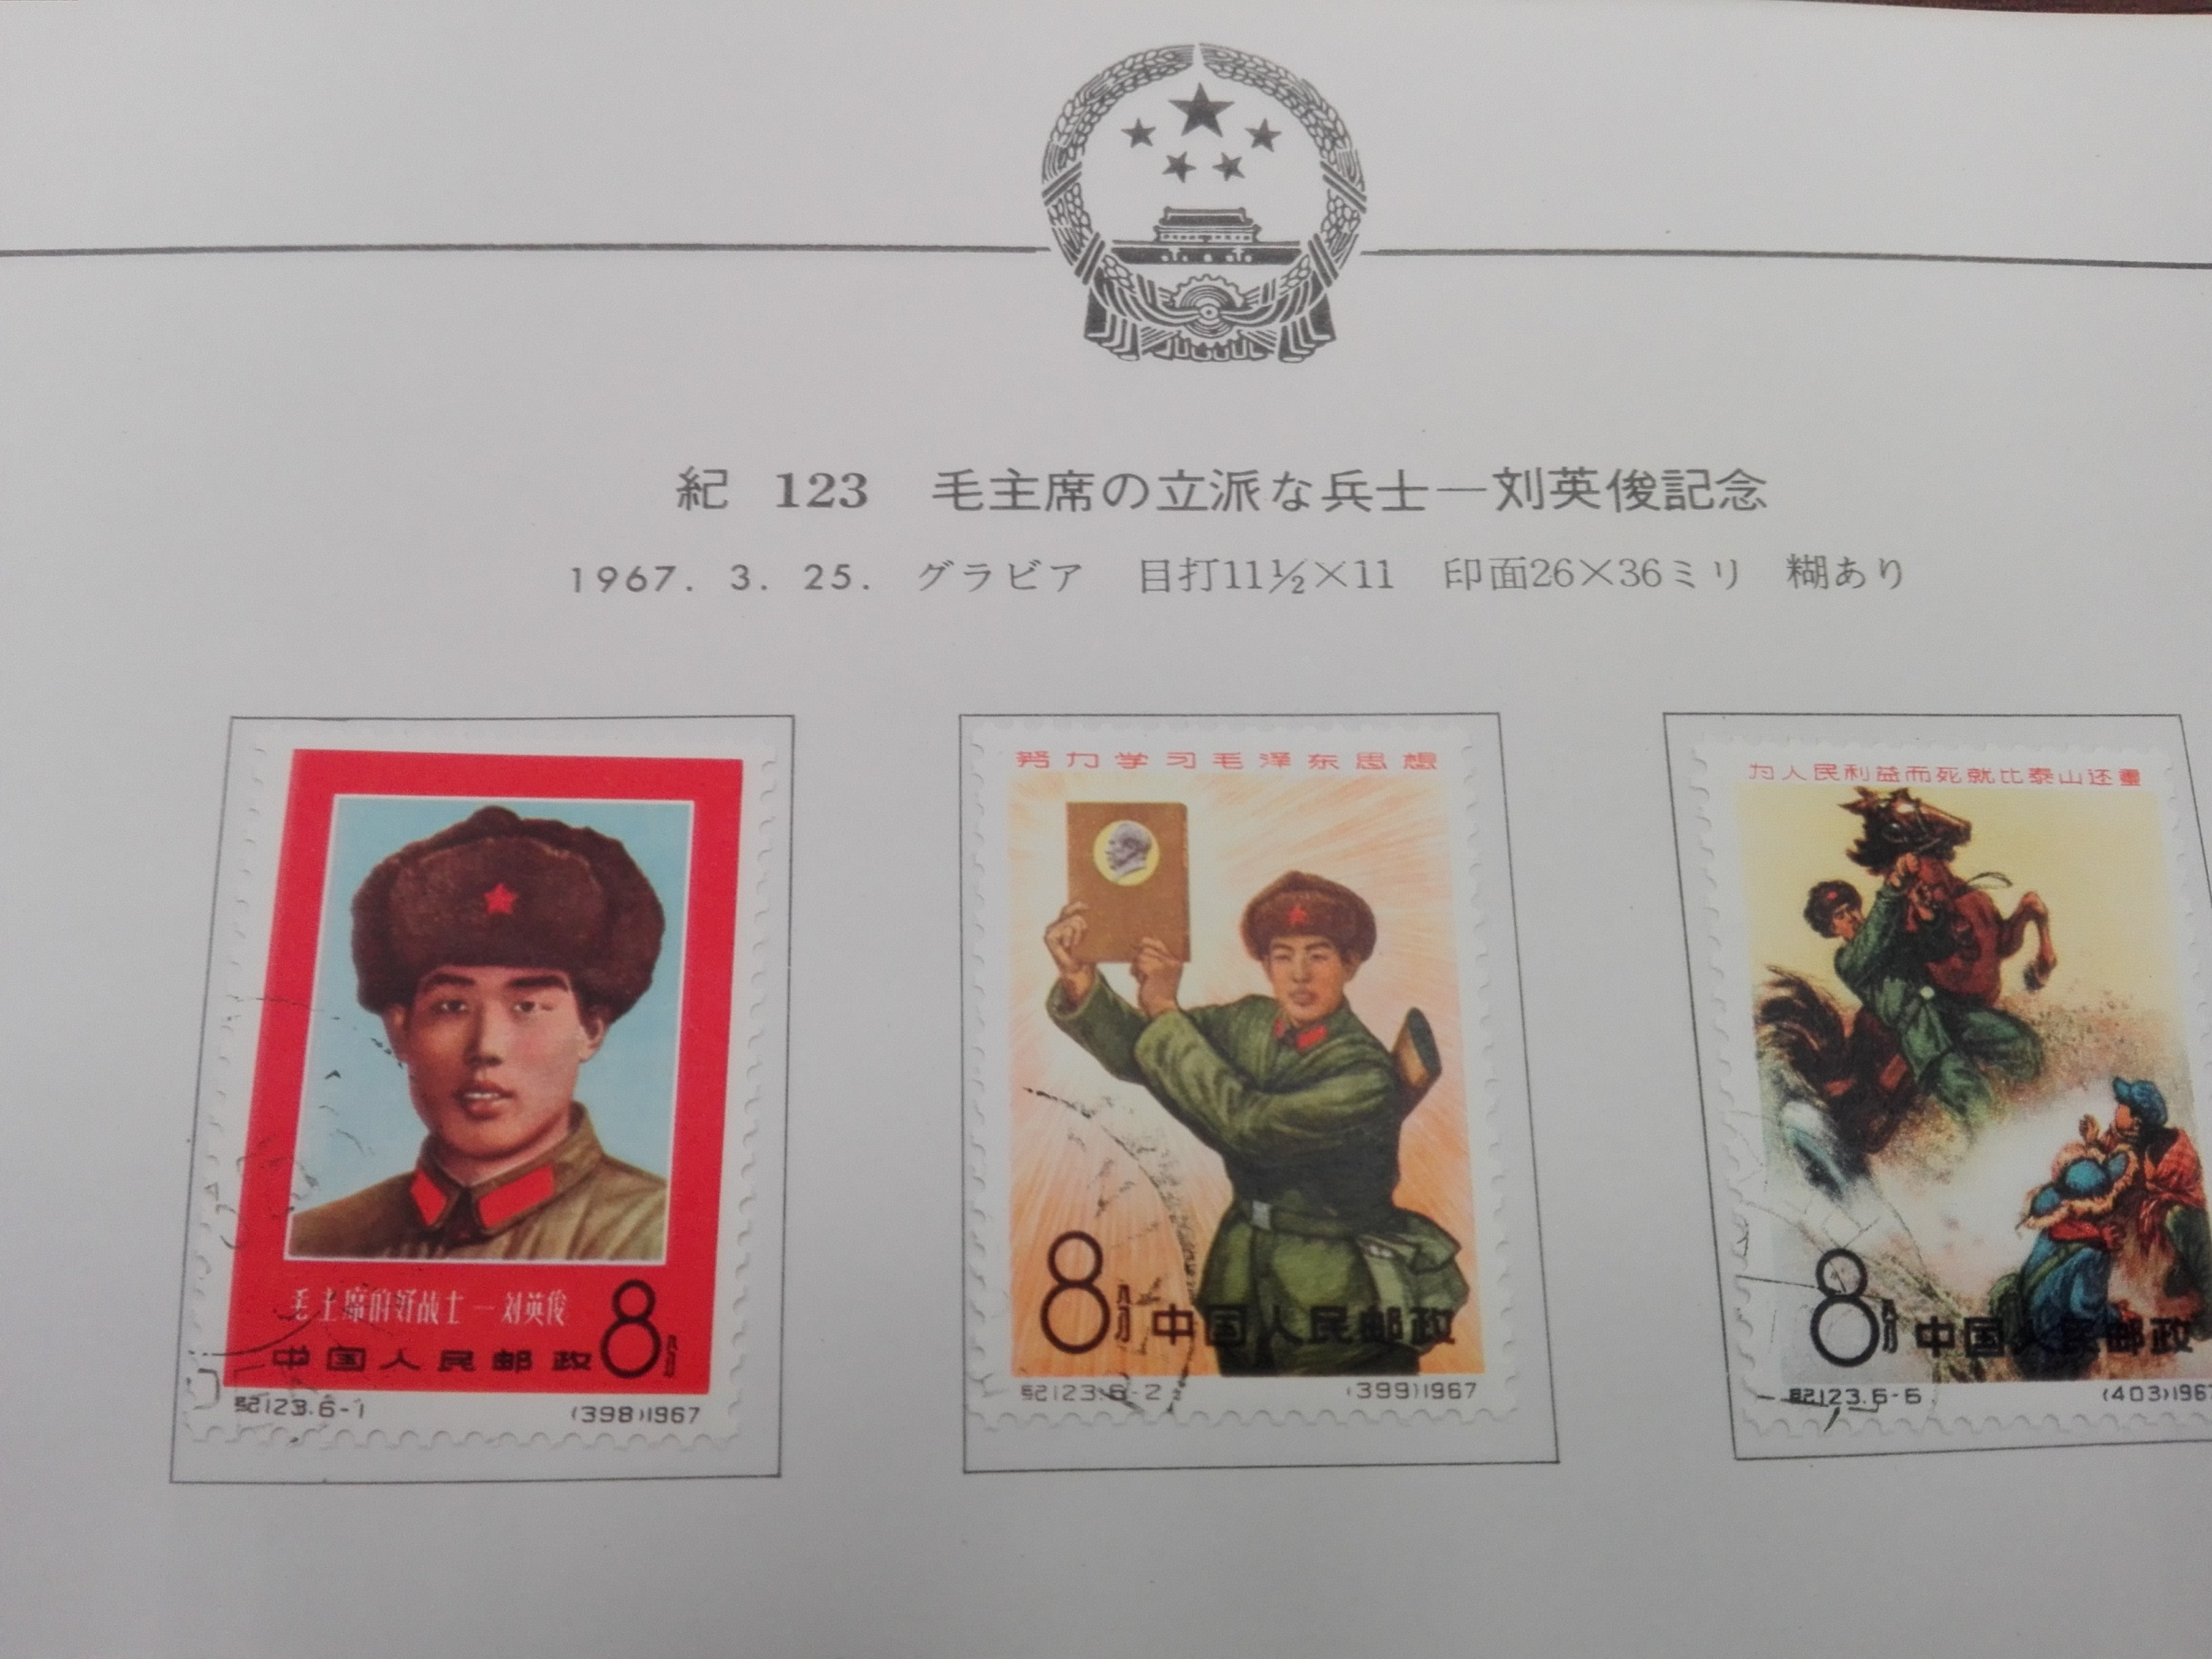 紀 123 毛主席の立派な兵士—刘英俊記念
1967. 3. 25. グラビア 目打11½×11 印面26×36ミリ 糊あり
毛主席的好战士—刘英俊
8分
中国人民邮政
紀123.6-1 (398)1967
努力学习毛泽东思想
8分 中国人民邮政
紀123.6-2 (399)1967
为人民利益而死就比泰山还重
8分 中国人民邮政
紀123.6-6 (403)1967